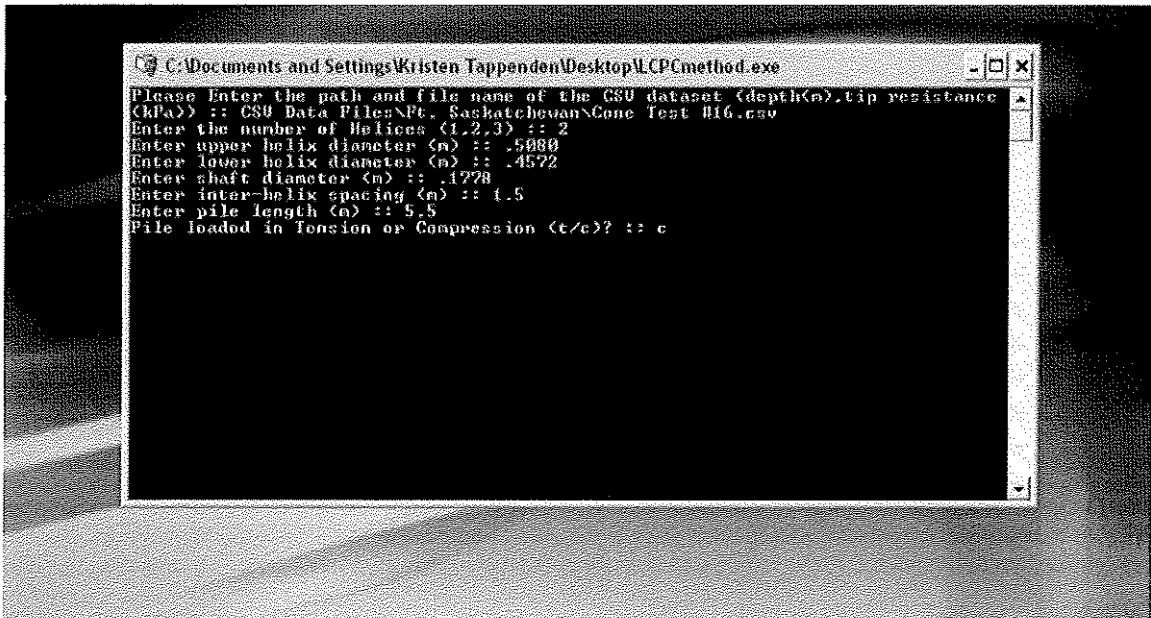 C:\Documents and Settings\Kristen Tappenden\Desktop\LCPCmethod.exe
Please Enter the path and file name of the CSV dataset (depth(m),tip resistance
(kPa)) :: CSV Data Files\Ft. Saskatchewan\Cone Test #16.csv
Enter the number of Helices (1,2,3) :: 2
Enter upper helix diameter (m) :: .5080
Enter lower helix diameter (m) :: .4572
Enter shaft diameter (m) :: .1778
Enter inter-helix spacing (m) :: 1.5
Enter pile length (m) :: 5.5
Pile loaded in Tension or Compression (t/c)? :: c